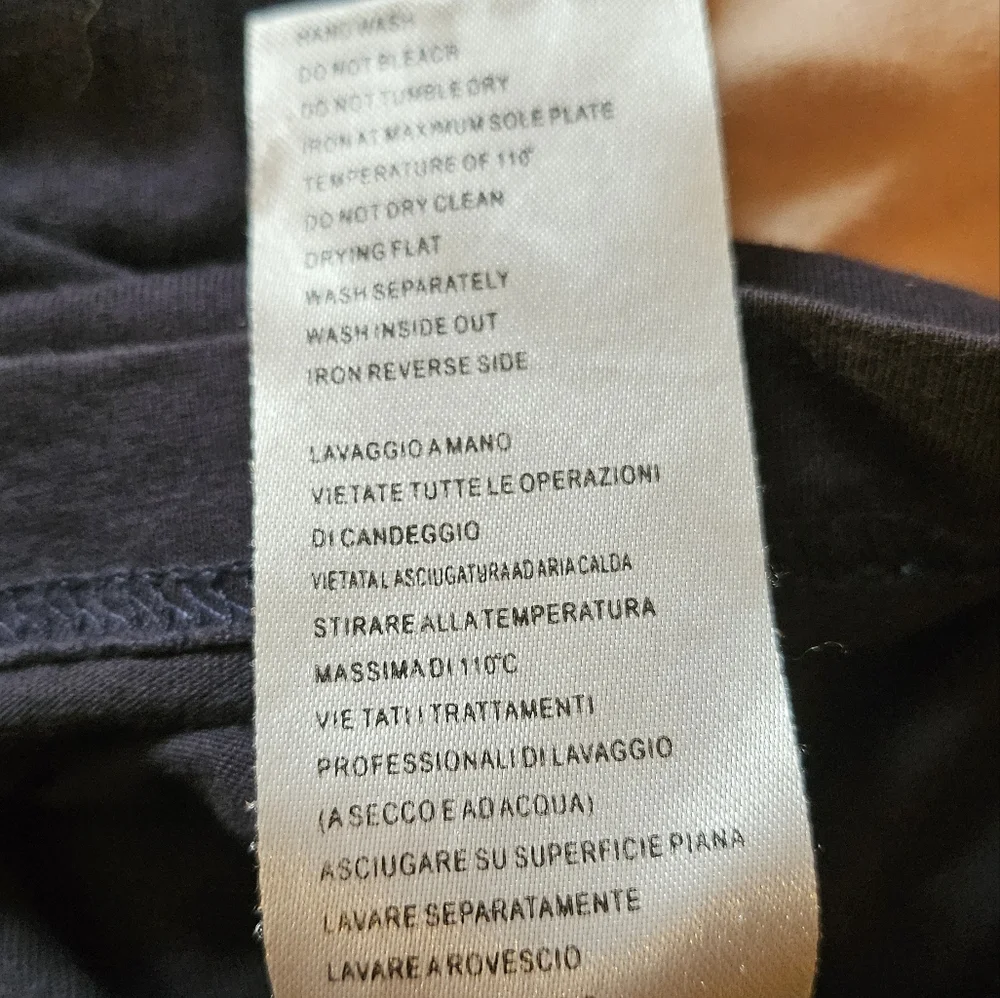 HAND WASH
DO NOT BLEACH
DO NOT TUMBLE DRY
IRON AT MAXIMUM SOLE PLATE
TEMPERATURE OF 110°
DO NOT DRY CLEAN
DRYING FLAT
WASH SEPARATELY
WASH INSIDE OUT
IRON REVERSE SIDE
LAVAGGIO A MANO
VIETATE TUTTE LE OPERAZIONI
DI CANDEGGIO
VIETATA L ASCIUGATURA AD ARIA CALDA
STIRARE ALLA TEMPERATURA
MASSIMA DI 110°C
VIE TATI I TRATTAMENTI
PROFESSIONALI DI LAVAGGIO
(A SECCO E AD ACQUA)
ASCIUGARE SU SUPERFICIE PIANA
LAVARE SEPARATAMENTE
LAVARE A ROVESCIO